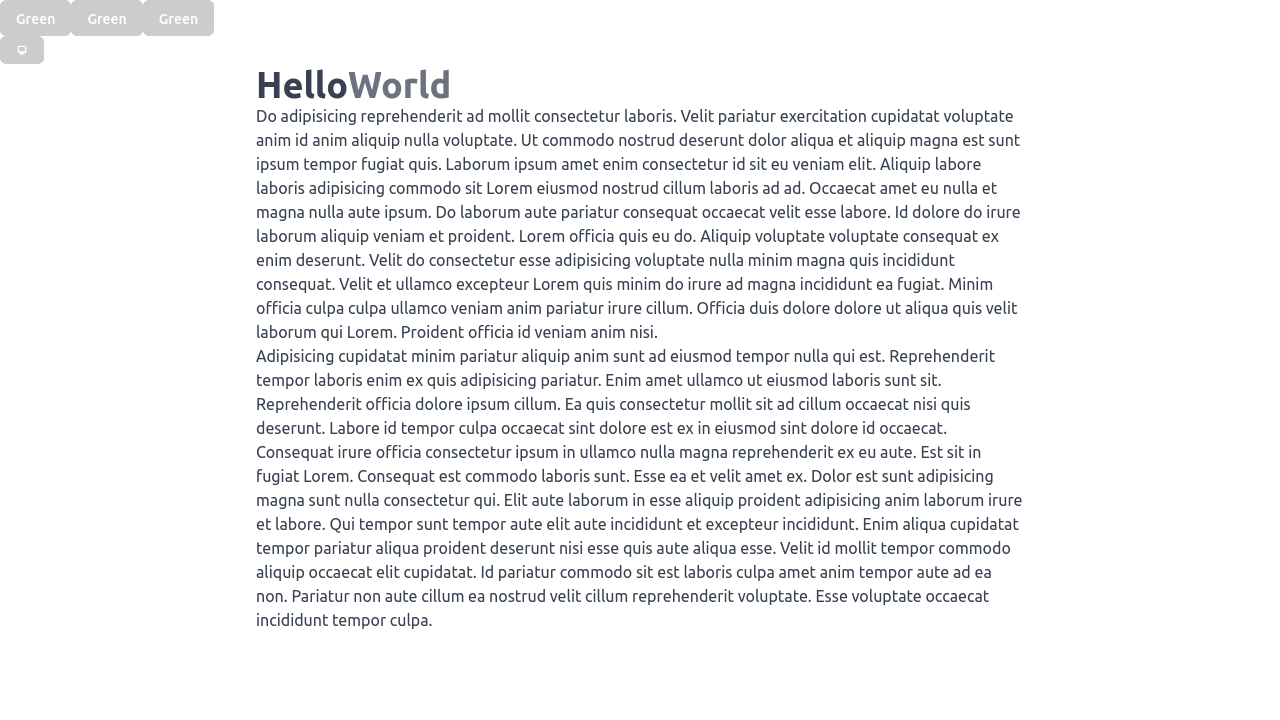 Green Green Green
HelloWorld
Do adipisicing reprehenderit ad mollit consectetur laboris. Velit pariatur exercitation cupidatat voluptate
anim id anim aliquip nulla voluptate. Ut commodo nostrud deserunt dolor aliqua et aliquip magna est sunt
ipsum tempor fugiat quis. Laborum ipsum amet enim consectetur id sit eu veniam elit. Aliquip labore
laboris adipisicing commodo sit Lorem eiusmod nostrud cillum laboris ad ad. Occaecat amet eu nulla et
magna nulla aute ipsum. Do laborum aute pariatur consequat occaecat velit esse labore. Id dolore do irure
laborum aliquip veniam et proident. Lorem officia quis eu do. Aliquip voluptate voluptate consequat ex
enim deserunt. Velit do consectetur esse adipisicing voluptate nulla minim magna quis incididunt
consequat. Velit et ullamco excepteur Lorem quis minim do irure ad magna incididunt ea fugiat. Minim
officia culpa culpa ullamco veniam anim pariatur irure cillum. Officia duis dolore dolore ut aliqua quis velit
laborum qui Lorem. Proident officia id veniam anim nisi.
Adipisicing cupidatat minim pariatur aliquip anim sunt ad eiusmod tempor nulla qui est. Reprehenderit
tempor laboris enim ex quis adipisicing pariatur. Enim amet ullamco ut eiusmod laboris sunt sit.
Reprehenderit officia dolore ipsum cillum. Ea quis consectetur mollit sit ad cillum occaecat nisi quis
deserunt. Labore id tempor culpa occaecat sint dolore est ex in eiusmod sint dolore id occaecat.
Consequat irure officia consectetur ipsum in ullamco nulla magna reprehenderit ex eu aute. Est sit in
fugiat Lorem. Consequat est commodo laboris sunt. Esse ea et velit amet ex. Dolor est sunt adipisicing
magna sunt nulla consectetur qui. Elit aute laborum in esse aliquip proident adipisicing anim laborum irure
et labore. Qui tempor sunt tempor aute elit aute incididunt et excepteur incididunt. Enim aliqua cupidatat
tempor pariatur aliqua proident deserunt nisi esse quis aute aliqua esse. Velit id mollit tempor commodo
aliquip occaecat elit cupidatat. Id pariatur commodo sit est laboris culpa amet anim tempor aute ad ea
non. Pariatur non aute cillum ea nostrud velit cillum reprehenderit voluptate. Esse voluptate occaecat
incididunt tempor culpa.